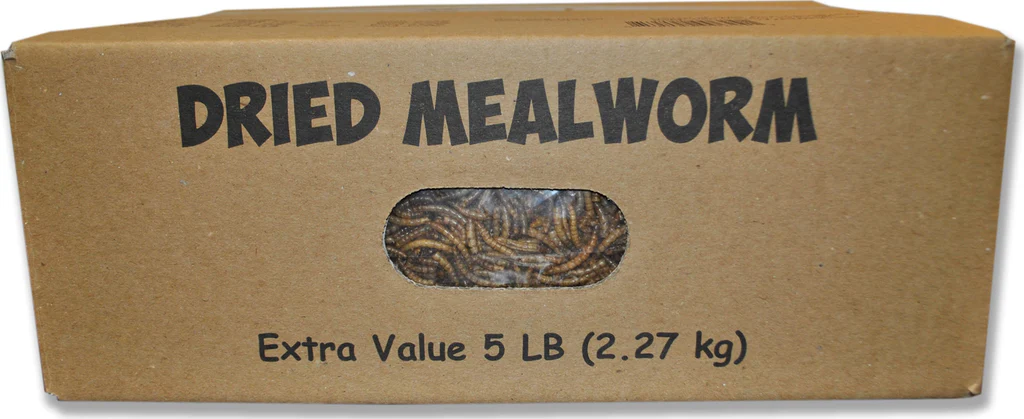 DRIED MEALWORM
Extra Value 5 LB (2.27 kg)